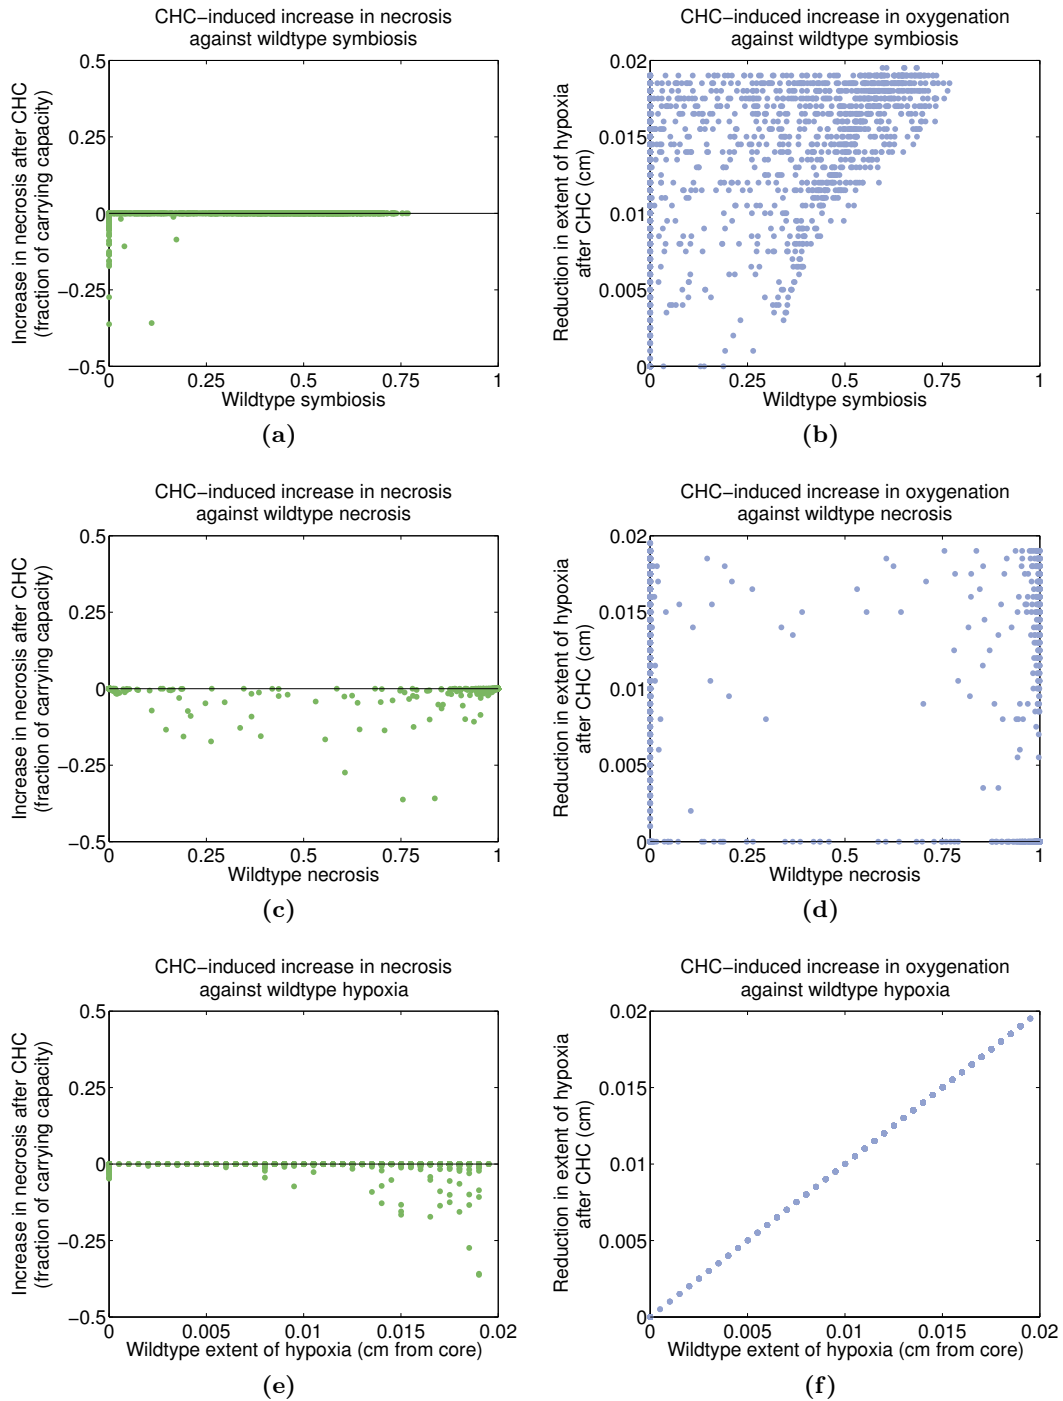 CHC−induced increase in necrosis
against wildtype symbiosis
Increase in necrosis after CHC
(fraction of carrying capacity)
0.5
0.25
0
−0.25
−0.5
0 0.25 0.5 0.75 1
Wildtype symbiosis
(a)
CHC−induced increase in oxygenation
against wildtype symbiosis
Reduction in extent of hypoxia
after CHC (cm)
0.02
0.015
0.01
0.005
0
0 0.25 0.5 0.75 1
Wildtype symbiosis
(b)
CHC−induced increase in necrosis
against wildtype necrosis
Increase in necrosis after CHC
(fraction of carrying capacity)
0.5
0.25
0
−0.25
−0.5
0 0.25 0.5 0.75 1
Wildtype necrosis
(c)
CHC−induced increase in oxygenation
against wildtype necrosis
Reduction in extent of hypoxia
after CHC (cm)
0.02
0.015
0.01
0.005
0
0 0.25 0.5 0.75 1
Wildtype necrosis
(d)
CHC−induced increase in necrosis
against wildtype hypoxia
Increase in necrosis after CHC
(fraction of carrying capacity)
0.5
0.25
0
−0.25
−0.5
0 0.005 0.01 0.015 0.02
Wildtype extent of hypoxia (cm from core)
(e)
CHC−induced increase in oxygenation
against wildtype hypoxia
Reduction in extent of hypoxia
after CHC (cm)
0.02
0.015
0.01
0.005
0
0 0.005 0.01 0.015 0.02
Wildtype extent of hypoxia (cm from core)
(f)